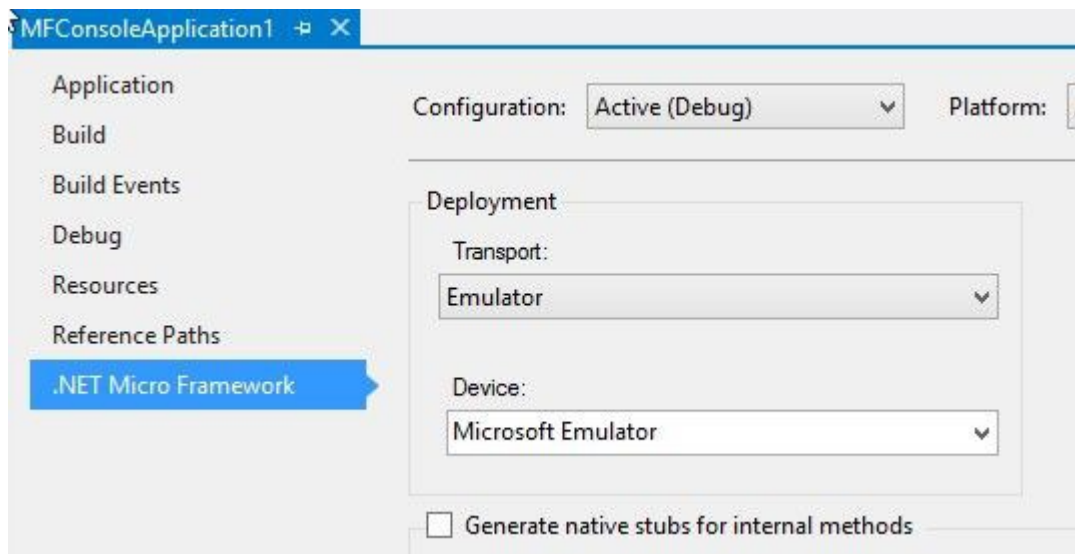 MFConsoleApplication1
Application
Build
Build Events
Debug
Resources
Reference Paths
.NET Micro Framework
Configuration: Active (Debug) Platform:
Deployment
Transport:
Emulator
Device:
Microsoft Emulator
Generate native stubs for internal methods